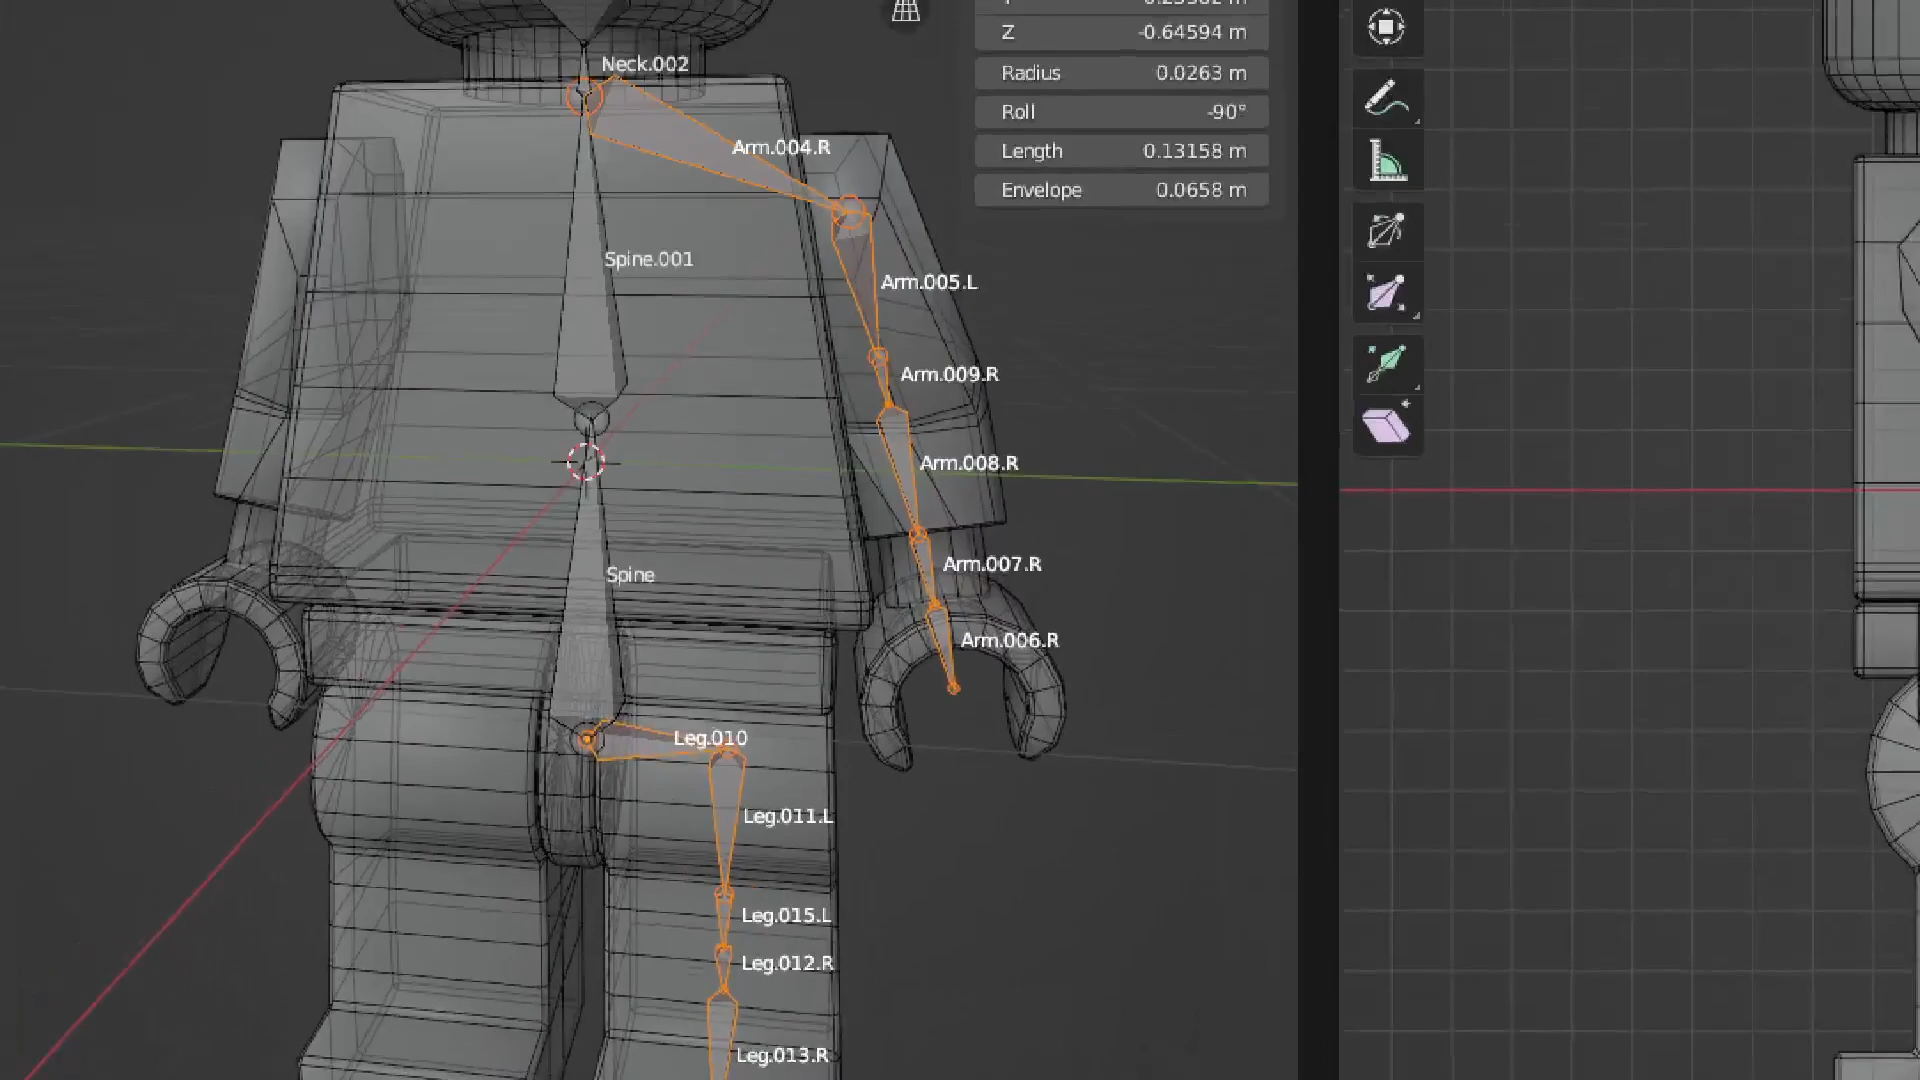 Z -0.64594 m
Neck.002
Radius 0.0263 m
Roll -90°
Arm.004.R
Length 0.13158 m
Envelope 0.0658 m
Spine.001
Arm.005.L
Arm.009.R
Arm.008.R
Arm.007.R
Spine
Arm.006.R
Leg.010
Leg.011.L
Leg.015.L
Leg.012.R
Leg.013.R